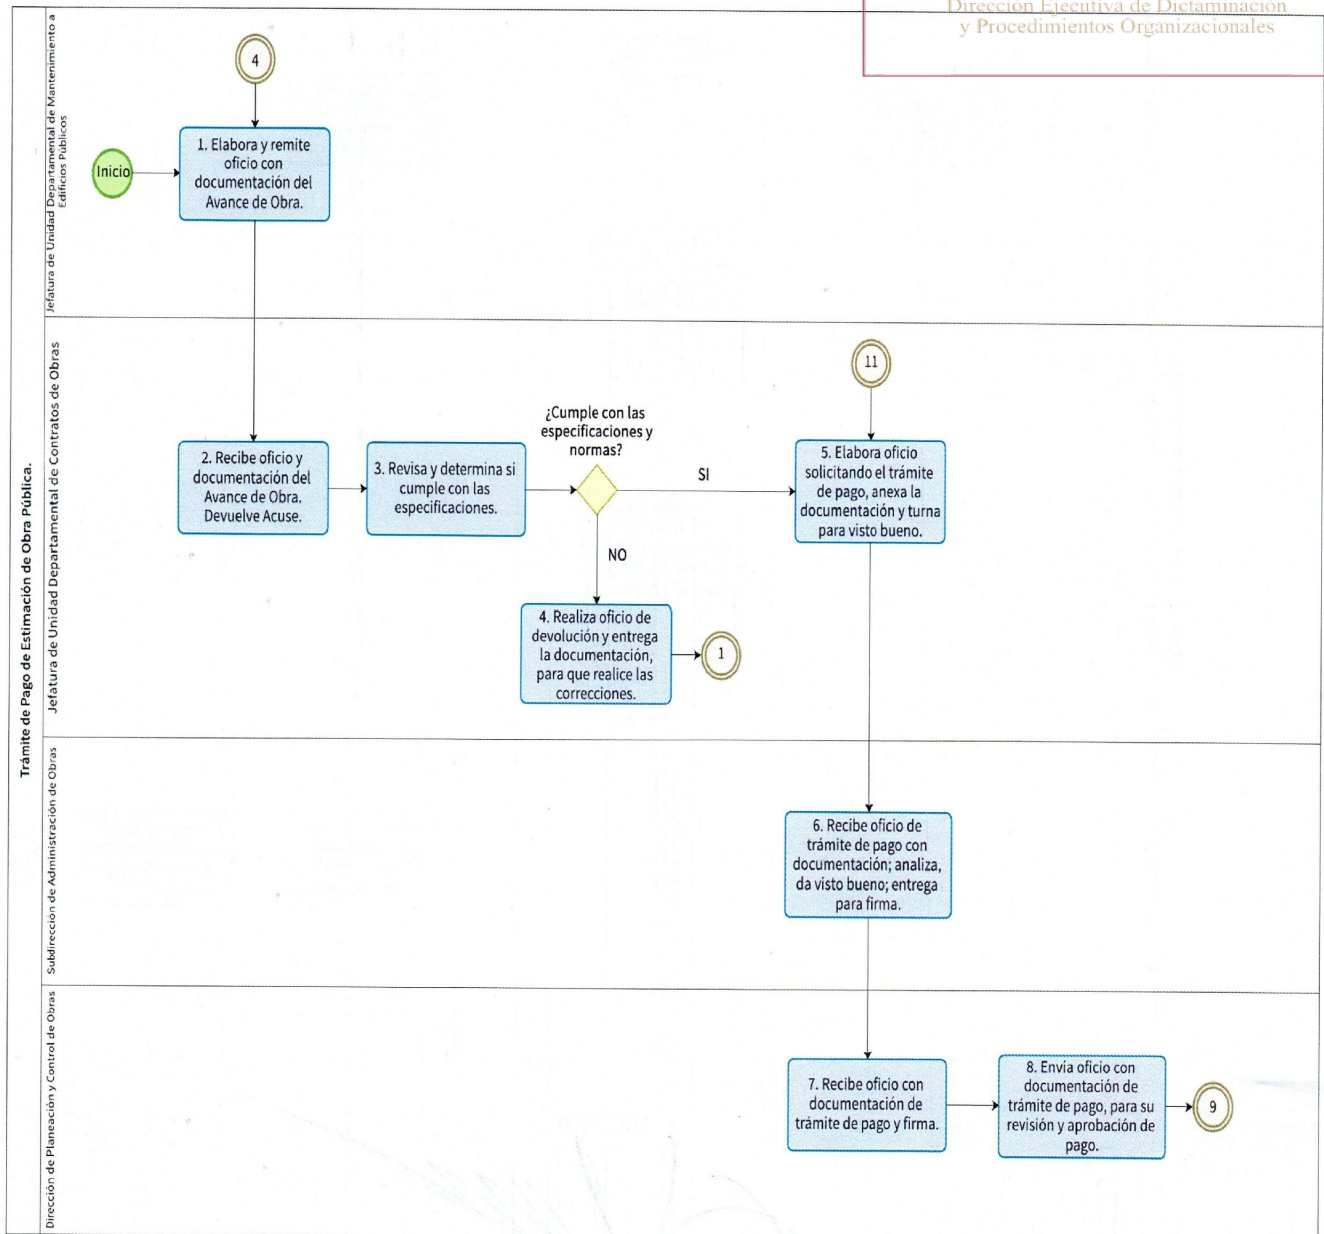 Dirección Ejecutiva de Dictaminación
y Procedimientos Organizacionales
Trámite de Pago de Estimación de Obra Pública.
Jefatura de Unidad Departamental de Mantenimiento a
Edificios Públicos
4
Inicio
1. Elabora y remite
oficio con
documentación del
Avance de Obra.
Jefatura de Unidad Departamental de Contratos de Obras
2. Recibe oficio y
documentación del
Avance de Obra.
Devuelve Acuse.
3. Revisa y determina si
cumple con las
especificaciones.
¿Cumple con las
especificaciones y
normas?
SI
NO
4. Realiza oficio de
devolución y entrega
la documentación,
para que realice las
correcciones.
1
11
5. Elabora oficio
solicitando el trámite
de pago, anexa la
documentación y turna
para visto bueno.
Subdirección de Administración de Obras
6. Recibe oficio de
trámite de pago con
documentación; analiza,
da visto bueno; entrega
para firma.
Dirección de Planeación y Control de Obras
7. Recibe oficio con
documentación de
trámite de pago y firma.
8. Envía oficio con
documentación de
trámite de pago, para su
revisión y aprobación de
pago.
9